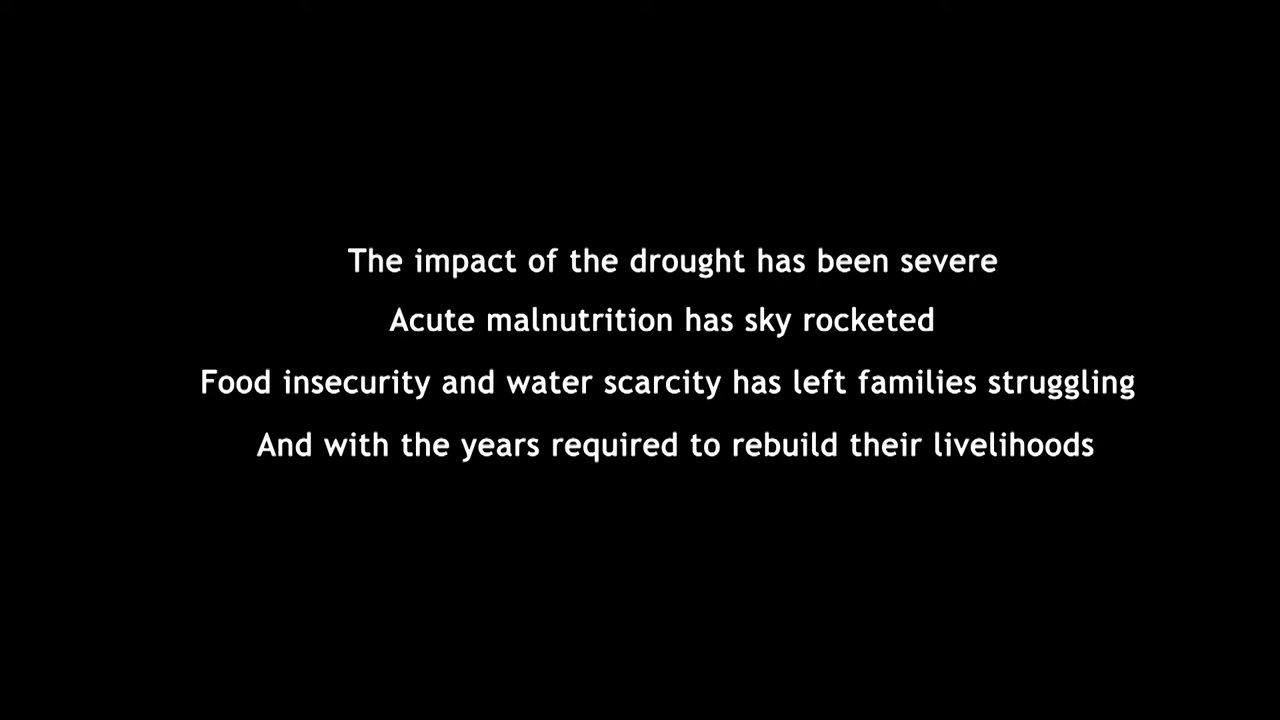 The impact of the drought has been severe
Acute malnutrition has sky rocketed
Food insecurity and water scarcity has left families struggling
And with the years required to rebuild their livelihoods